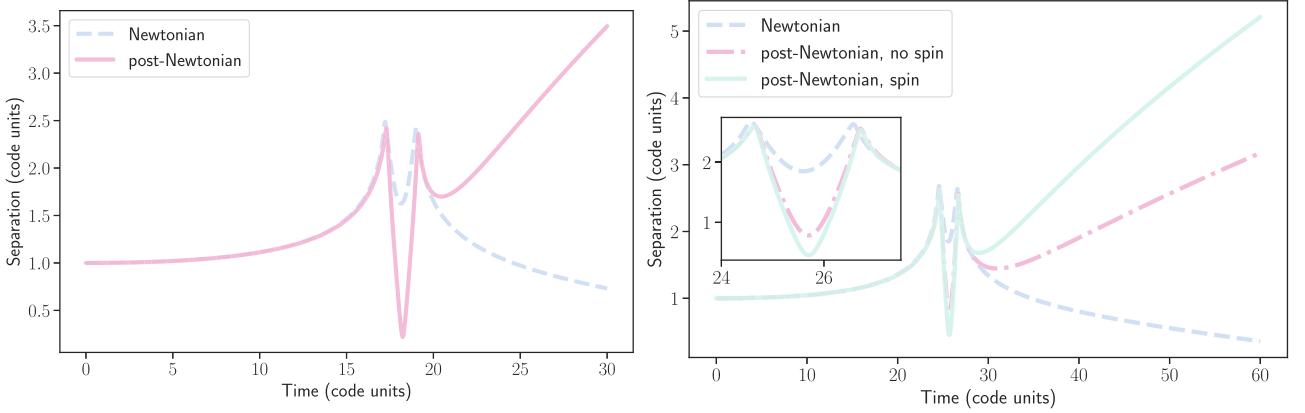 Newtonian
post-Newtonian
3.5
3.0
2.5
2.0
1.5
1.0
0.5
Separation (code units)
0 5 10 15 20 25 30
Time (code units)
Newtonian
post-Newtonian, no spin
post-Newtonian, spin
5
4
3
2
1
Separation (code units)
2
1
24 26
0 10 20 30 40 50 60
Time (code units)